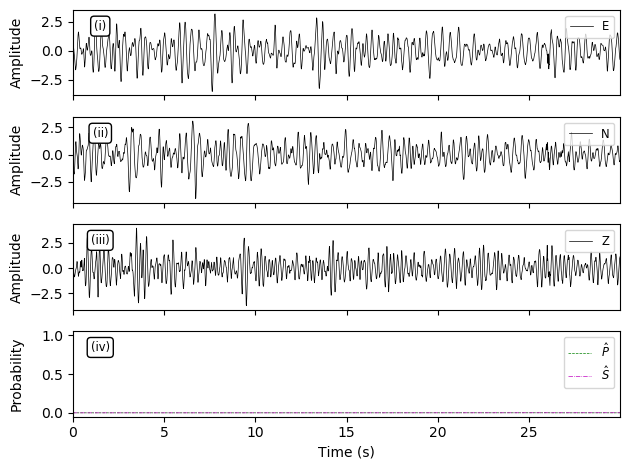 (i)
E
2.5
0.0
−2.5
Amplitude
(ii)
N
2.5
0.0
−2.5
Amplitude
(iii)
Z
2.5
0.0
−2.5
Amplitude
(iv)
P̂
Ŝ
1.0
0.5
0.0
Probability
0 5 10 15 20 25
Time (s)